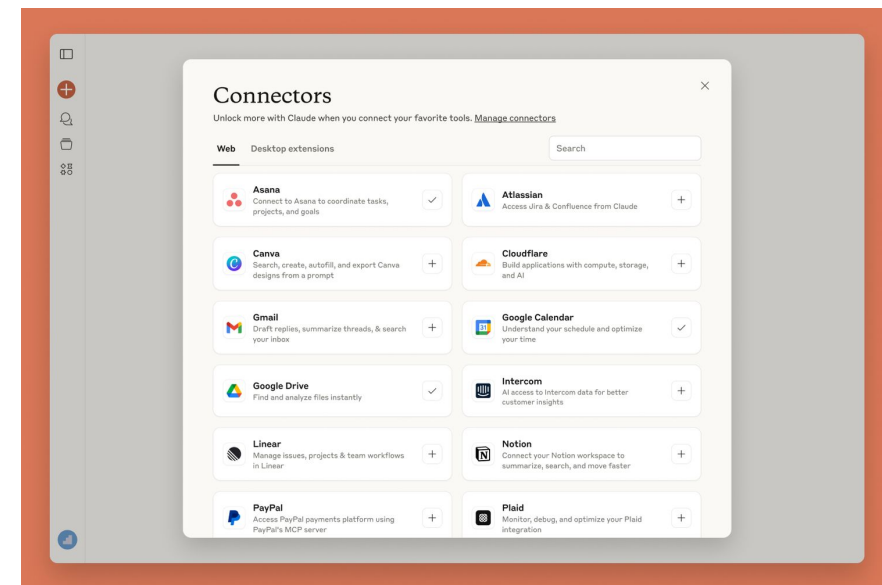 Connectors
Unlock more with Claude when you connect your favorite tools. Manage connectors
Web Desktop extensions
Search
Asana
Connect to Asana to coordinate tasks,
projects, and goals
Atlassian
Access Jira & Confluence from Claude
Canva
Search, create, autofill, and export Canva
designs from a prompt
Cloudflare
Build applications with compute, storage,
and AI
Gmail
Draft replies, summarize threads, & search
your inbox
Google Calendar
Understand your schedule and optimize
your time
31
Google Drive
Find and analyze files instantly
Intercom
AI access to Intercom data for better
customer insights
Linear
Manage issues, projects & team workflows
in Linear
Notion
Connect your Notion workspace to
summarize, search, and move faster
PayPal
Access PayPal payments platform using
PayPal's MCP server
Plaid
Monitor, debug, and optimize your Plaid
integration